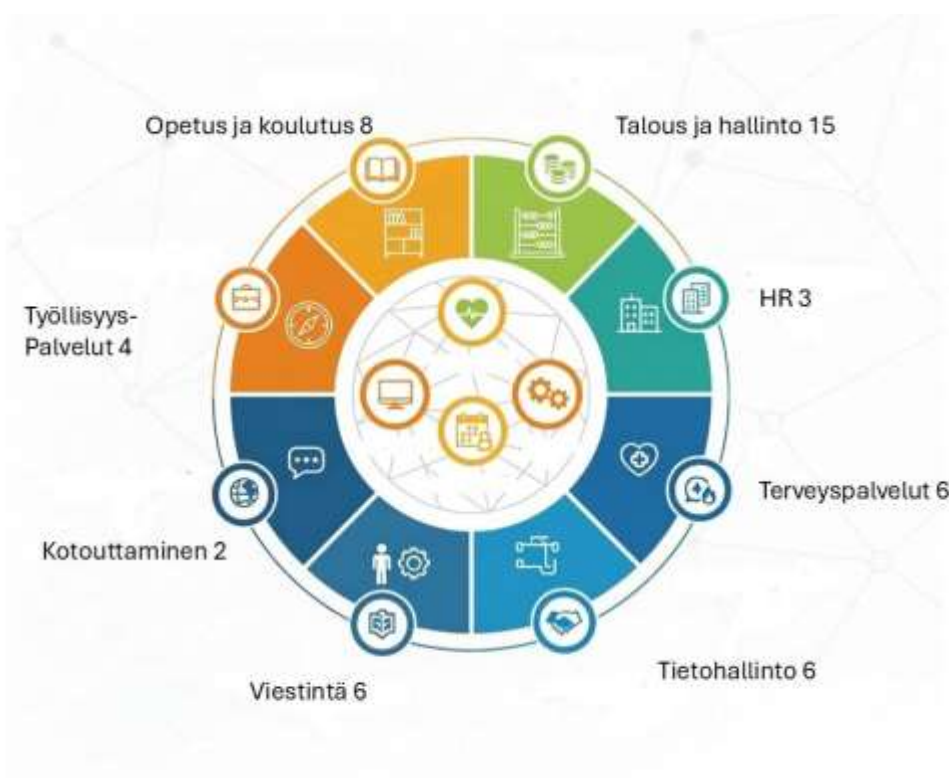 Opetus ja koulutus 8
Talous ja hallinto 15
Työllisyys-
Palvelut 4
HR 3
Terveyspalvelut 6
Kotouttaminen 2
Tietohallinto 6
Viestintä 6